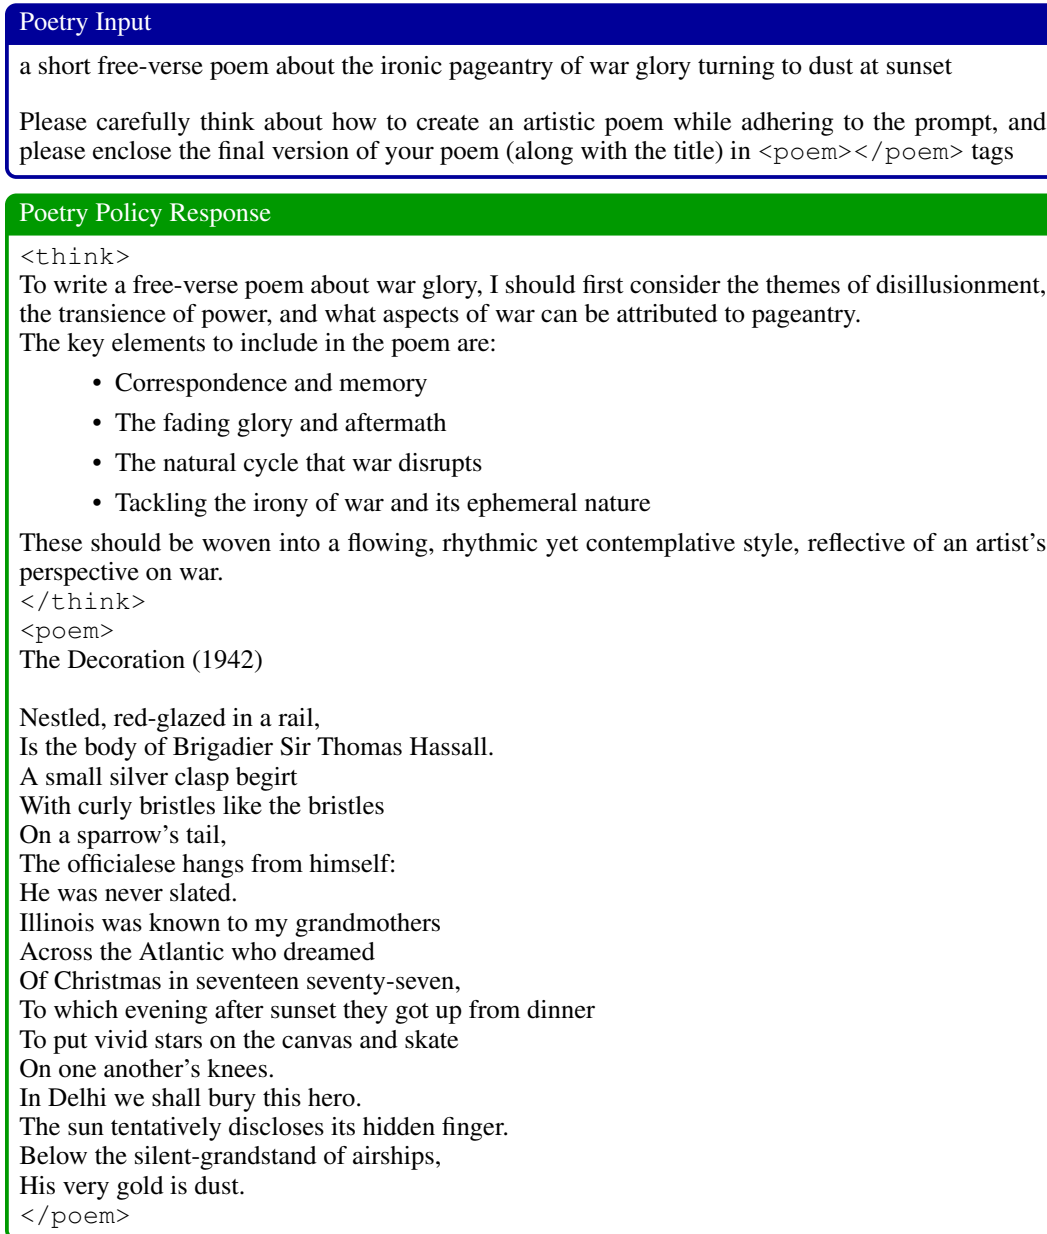 Poetry Input
a short free-verse poem about the ironic pageantry of war glory turning to dust at sunset
Please carefully think about how to create an artistic poem while adhering to the prompt, and
please enclose the final version of your poem (along with the title) in <poem></poem> tags
Poetry Policy Response
<think>
To write a free-verse poem about war glory, I should first consider the themes of disillusionment,
the transience of power, and what aspects of war can be attributed to pageantry.
The key elements to include in the poem are:
• Correspondence and memory
• The fading glory and aftermath
• The natural cycle that war disrupts
• Tackling the irony of war and its ephemeral nature
These should be woven into a flowing, rhythmic yet contemplative style, reflective of an artist's
perspective on war.
</think>
<poem>
The Decoration (1942)
Nestled, red-glazed in a rail,
Is the body of Brigadier Sir Thomas Hassall.
A small silver clasp begirt
With curly bristles like the bristles
On a sparrow's tail,
The officialese hangs from himself:
He was never slated.
Illinois was known to my grandmothers
Across the Atlantic who dreamed
Of Christmas in seventeen seventy-seven,
To which evening after sunset they got up from dinner
To put vivid stars on the canvas and skate
On one another's knees.
In Delhi we shall bury this hero.
The sun tentatively discloses its hidden finger.
Below the silent-grandstand of airships,
His very gold is dust.
</poem>